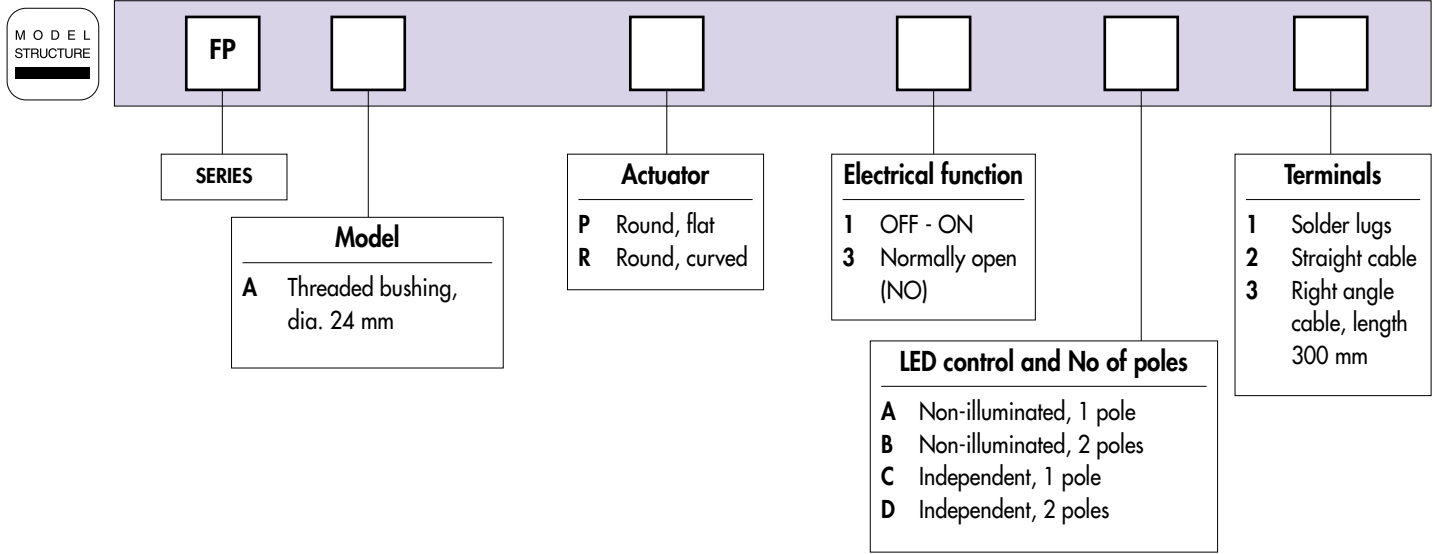 MODEL
STRUCTURE
FP
SERIES
Model
A Threaded bushing,
dia. 24 mm
Actuator
P Round, flat
R Round, curved
Electrical function
1 OFF - ON
3 Normally open
(NO)
LED control and No of poles
A Non-illuminated, 1 pole
B Non-illuminated, 2 poles
C Independent, 1 pole
D Independent, 2 poles
Terminals
1 Solder lugs
2 Straight cable
3 Right angle
cable, length
300 mm